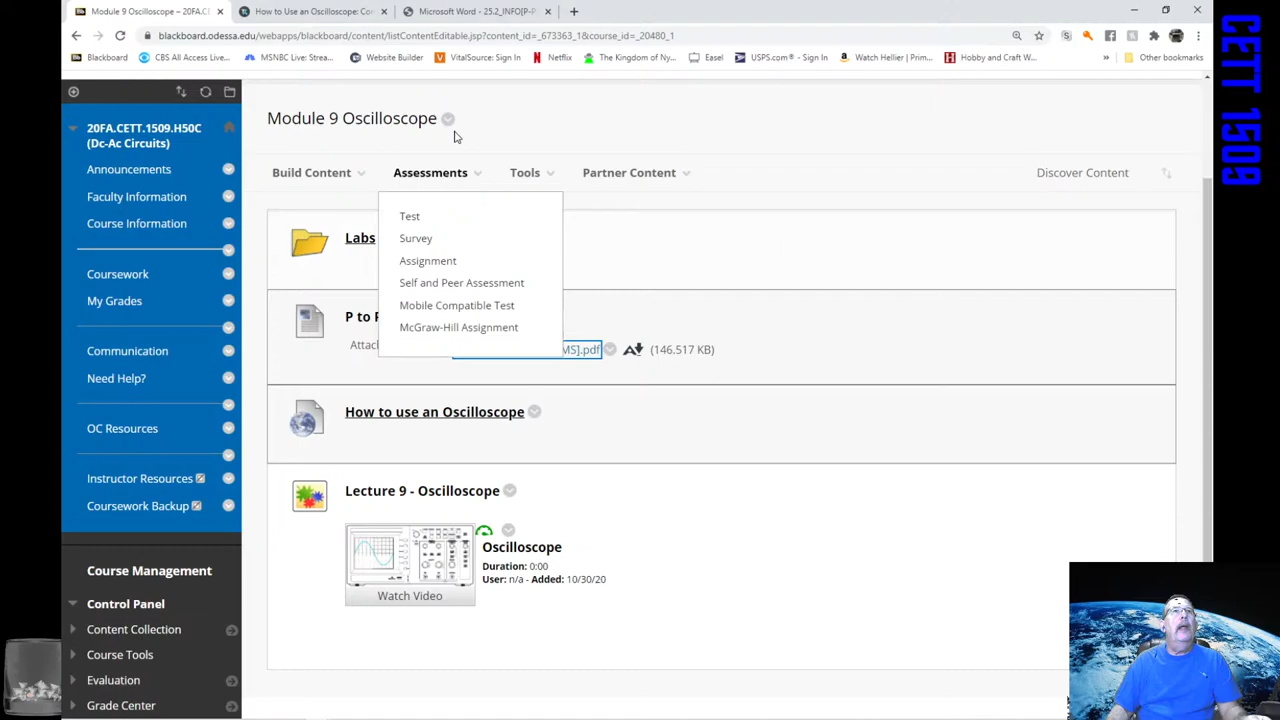 Module 9 Oscilloscope – 20FA.CE
How to Use an Oscilloscope: Co
Microsoft Word - 25.2_INFO[P-P
blackboard.odessa.edu/webapps/blackboard/content/listContentEditable.jsp?content_id=_673363_1&course_id=_20480_1
Blackboard
CBS All Access Live...
MSNBC Live: Strea...
Website Builder
VitalSource: Sign In
Netflix
The Kingdom of Ny...
Easel
USPS.com® - Sign In
Watch Hellier | Prim...
Hobby and Craft W...
»
Other bookmarks
CETT 1509
20FA.CETT.1509.H50C
(Dc-Ac Circuits)
Announcements
Faculty Information
Course Information
Coursework
My Grades
Communication
Need Help?
OC Resources
Instructor Resources
Coursework Backup
Course Management
Control Panel
Content Collection
Course Tools
Evaluation
Grade Center
Module 9 Oscilloscope
Build Content
Assessments
Tools
Partner Content
Discover Content
Test
Survey
Assignment
Self and Peer Assessment
Mobile Compatible Test
McGraw-Hill Assignment
Labs
P to
Attac
MS].pdf
(146.517 KB)
How to use an Oscilloscope
Lecture 9 - Oscilloscope
Oscilloscope
Duration: 0:00
User: n/a - Added: 10/30/20
Watch Video